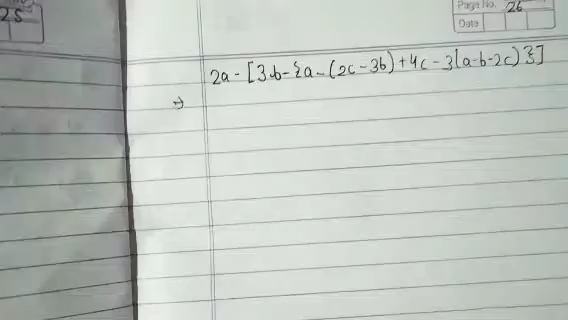 25
Page No. 26
Date
2a - [3b - {a - (2c - 3b) + 4c - 3(a - b - 2c)}]
→